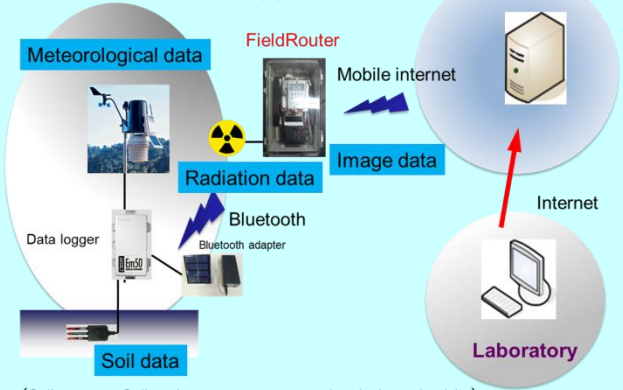 FieldRouter
Meteorological data
Mobile internet
Radiation data
Image data
Internet
Bluetooth
Data logger
Bluetooth adapter
Em50
Soil data
Laboratory